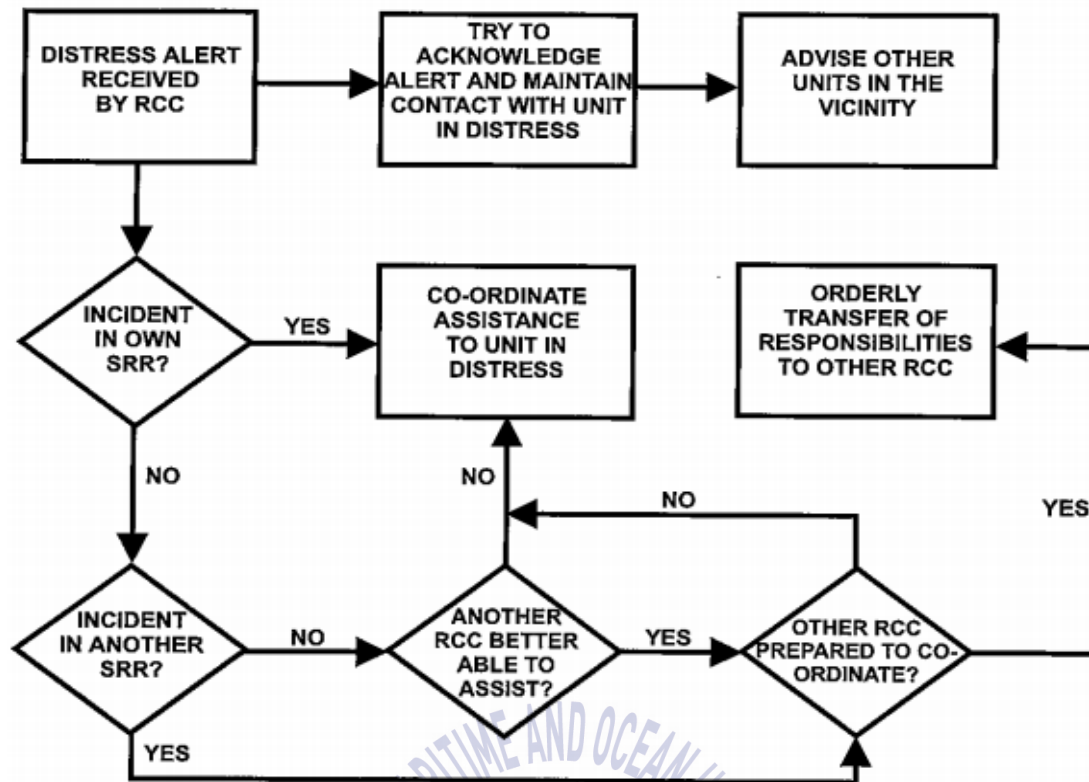 DISTRESS ALERT
RECEIVED
BY RCC
TRY TO
ACKNOWLEDGE
ALERT AND MAINTAIN
CONTACT WITH UNIT
IN DISTRESS
ADVISE OTHER
UNITS IN THE
VICINITY
INCIDENT
IN OWN
SRR?
YES
CO-ORDINATE
ASSISTANCE
TO UNIT IN
DISTRESS
ORDERLY
TRANSFER OF
RESPONSIBILITIES
TO OTHER RCC
NO
NO
NO
YES
INCIDENT
IN ANOTHER
SRR?
NO
ANOTHER
RCC BETTER
ABLE TO
ASSIST?
YES
OTHER RCC
PREPARED TO CO-
ORDINATE?
YES
AND OCEAN